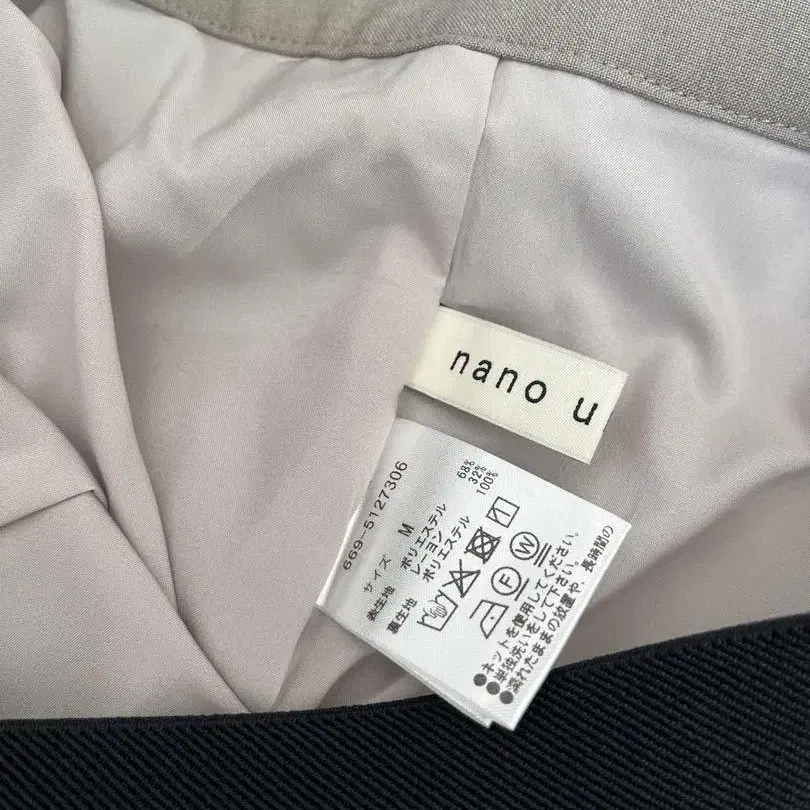 nano u
669-5127306
サイズ M
表生地 ポリエステル 68%
レーヨン 32%
裏生地 ポリエステル 100%
F W
●ネットを使用してください。
●単独洗いをして下さい。
●濡れたままの放置や、長時間の